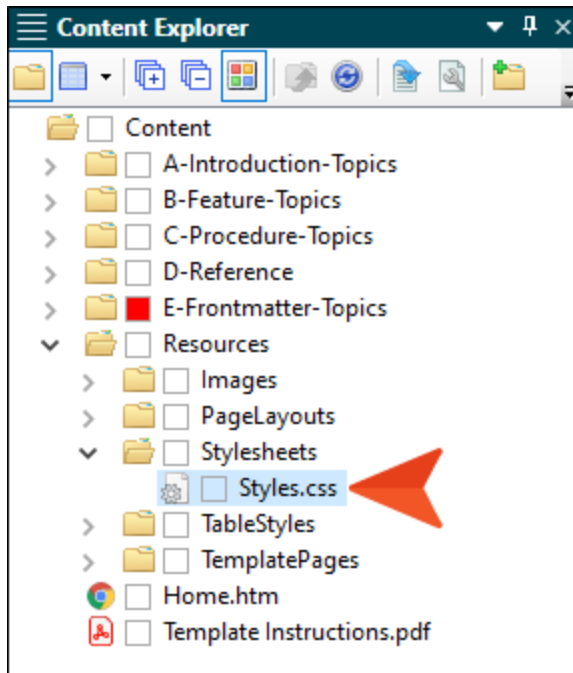 Content Explorer
Content
A-Introduction-Topics
B-Feature-Topics
C-Procedure-Topics
D-Reference
E-Frontmatter-Topics
Resources
Images
PageLayouts
Stylesheets
Styles.css
TableStyles
TemplatePages
Home.htm
Template Instructions.pdf